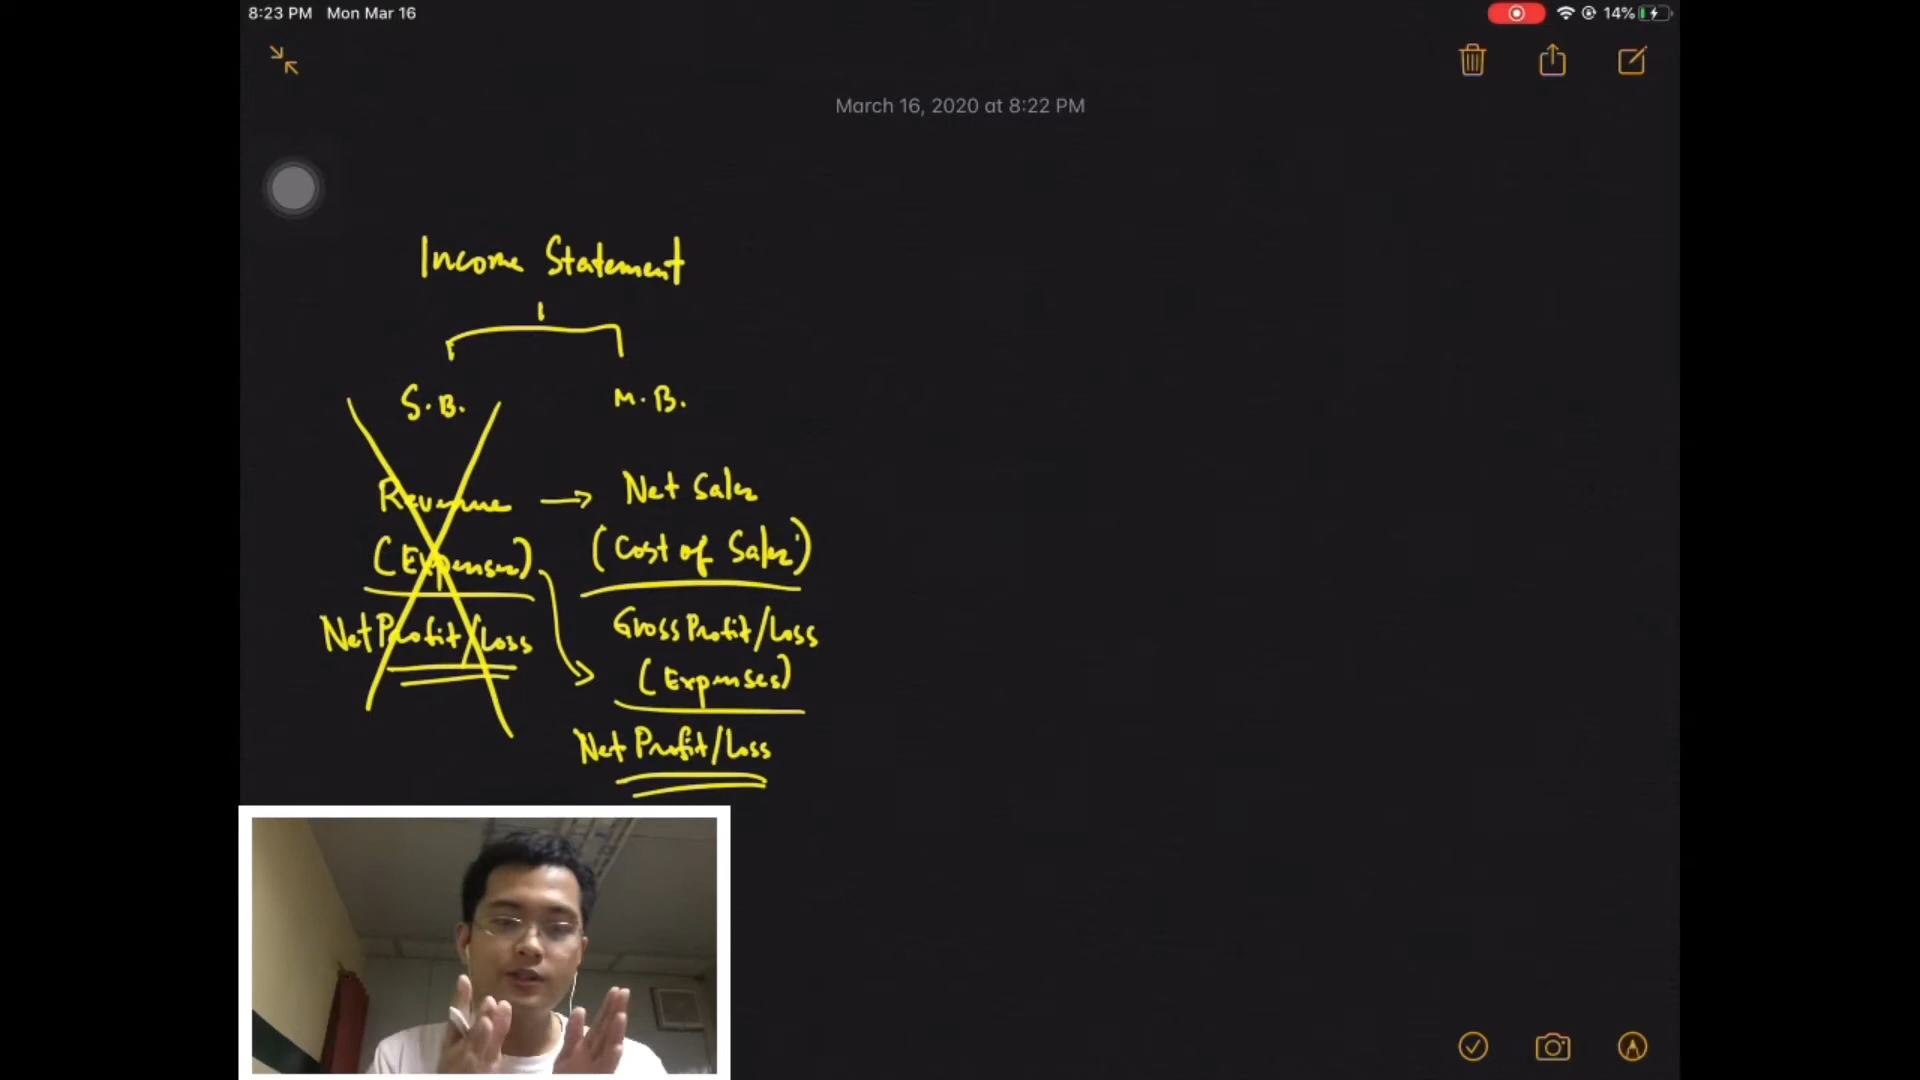 8:23 PM Mon Mar 16
14%
March 16, 2020 at 8:22 PM
Income Statement
S.B.
M.B.
Revenue → Net Sales
(Expenses)
(Cost of Sales)
Net Profit/Loss
Gross Profit/Loss
(Expenses)
Net Profit/Loss